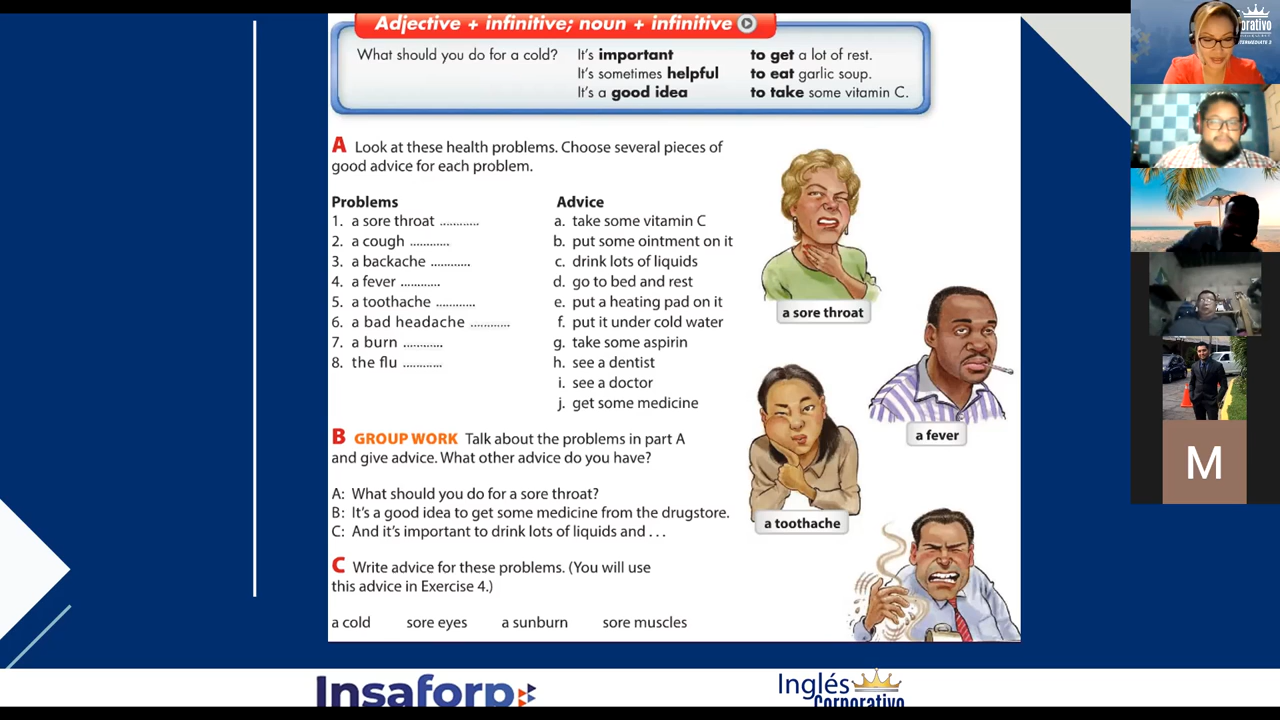 Adjective + infinitive; noun + infinitive
What should you do for a cold? It's important to get a lot of rest.
It's sometimes helpful to eat garlic soup.
It's a good idea to take some vitamin C.
A Look at these health problems. Choose several pieces of
good advice for each problem.
Problems
1. a sore throat ...........
2. a cough ...........
3. a backache ...........
4. a fever ...........
5. a toothache ...........
6. a bad headache ...........
7. a burn ...........
8. the flu ...........
Advice
a. take some vitamin C
b. put some ointment on it
c. drink lots of liquids
d. go to bed and rest
e. put a heating pad on it
f. put it under cold water
g. take some aspirin
h. see a dentist
i. see a doctor
j. get some medicine
a sore throat
a fever
a toothache
B GROUP WORK Talk about the problems in part A
and give advice. What other advice do you have?
A: What should you do for a sore throat?
B: It's a good idea to get some medicine from the drugstore.
C: And it's important to drink lots of liquids and . . .
C Write advice for these problems. (You will use
this advice in Exercise 4.)
a cold sore eyes a sunburn sore muscles
Insaforp
Inglés
Corporativo
M